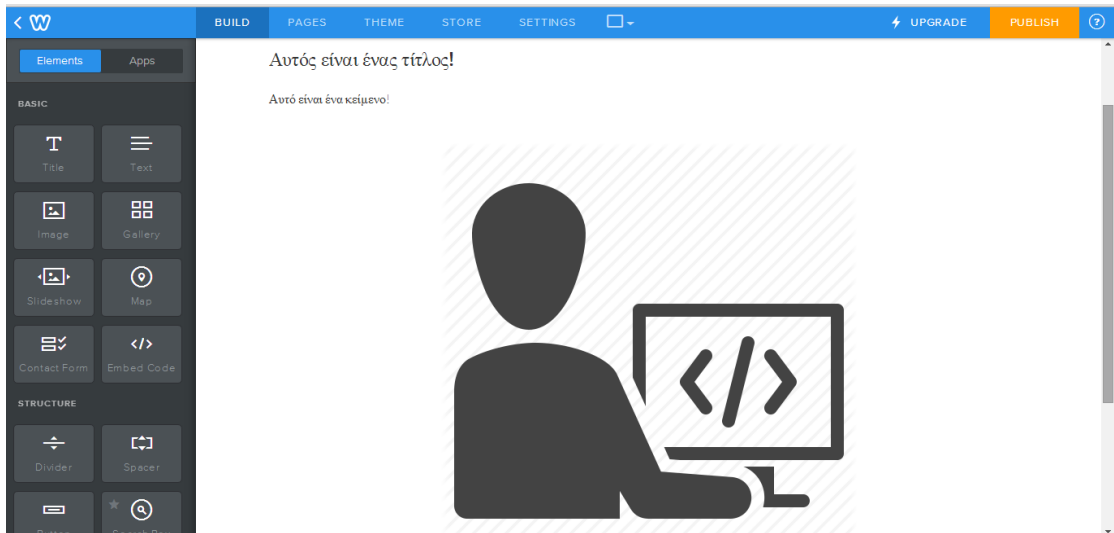 BUILD PAGES THEME STORE SETTINGS UPGRADE PUBLISH ?
Elements Apps
BASIC
Title Text
Image Gallery
Slideshow Map
Contact Form Embed Code
STRUCTURE
Divider Spacer
Αυτός είναι ένας τίτλος!
Αυτό είναι ένα κείμενο!